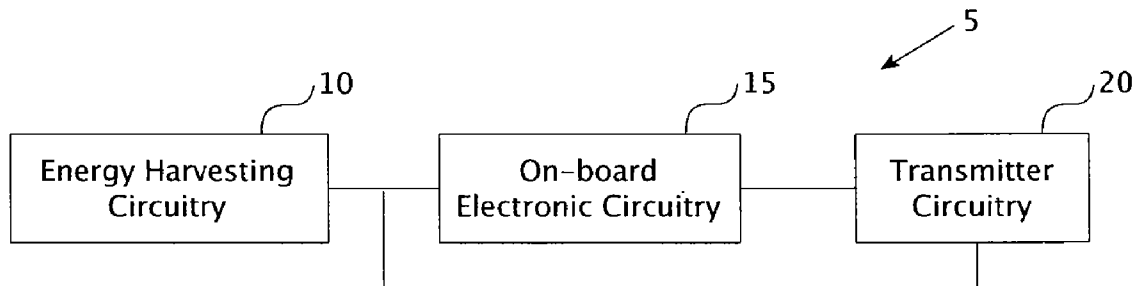 5
10
15
20
Energy Harvesting
Circuitry
On-board
Electronic Circuitry
Transmitter
Circuitry